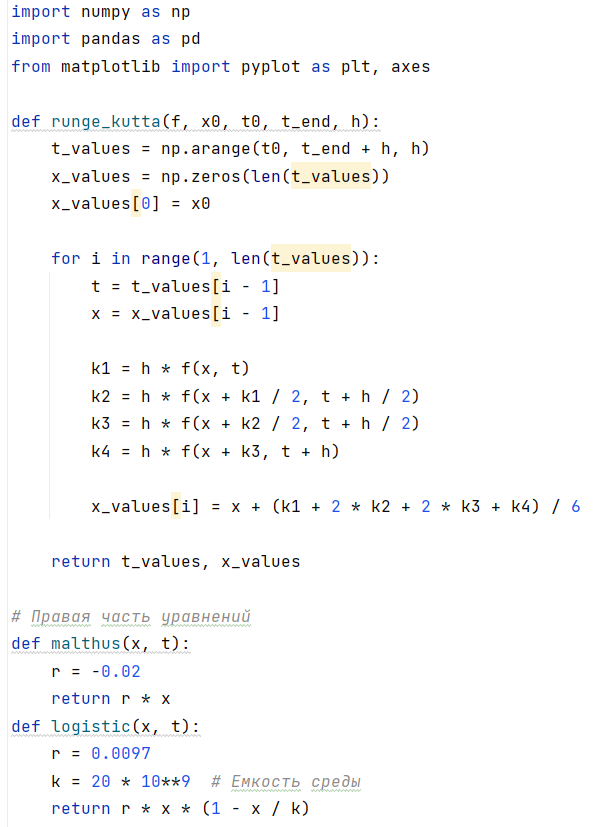 import numpy as np
import pandas as pd
from matplotlib import pyplot as plt, axes
def runge_kutta(f, x0, t0, t_end, h):
    t_values = np.arange(t0, t_end + h, h)
    x_values = np.zeros(len(t_values))
    x_values[0] = x0
    for i in range(1, len(t_values)):
        t = t_values[i - 1]
        x = x_values[i - 1]
        k1 = h * f(x, t)
        k2 = h * f(x + k1 / 2, t + h / 2)
        k3 = h * f(x + k2 / 2, t + h / 2)
        k4 = h * f(x + k3, t + h)
        x_values[i] = x + (k1 + 2 * k2 + 2 * k3 + k4) / 6
    return t_values, x_values
# Правая часть уравнений
def malthus(x, t):
    r = -0.02
    return r * x
def logistic(x, t):
    r = 0.0097
    k = 20 * 10**9  # Емкость среды
    return r * x * (1 - x / k)